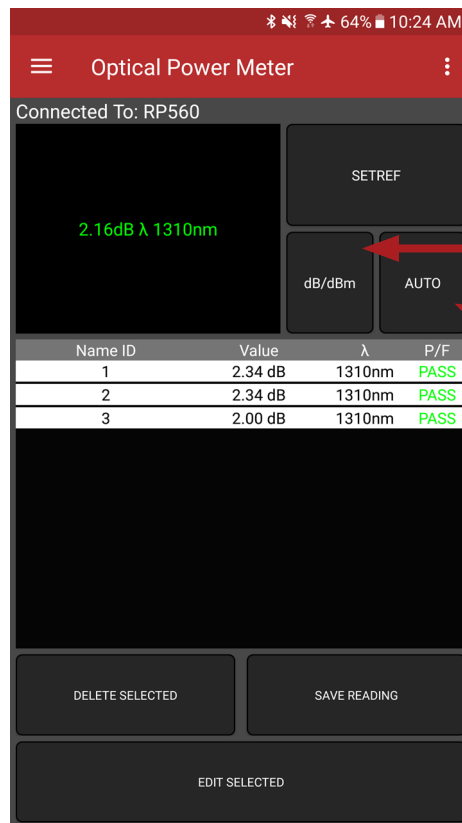 64% 10:24 AM
Optical Power Meter
Connected To: RP560
SETREF
2.16dB λ 1310nm
dB/dBm AUTO
Name ID Value λ P/F
1 2.34 dB 1310nm PASS
2 2.34 dB 1310nm PASS
3 2.00 dB 1310nm PASS
DELETE SELECTED SAVE READING
EDIT SELECTED